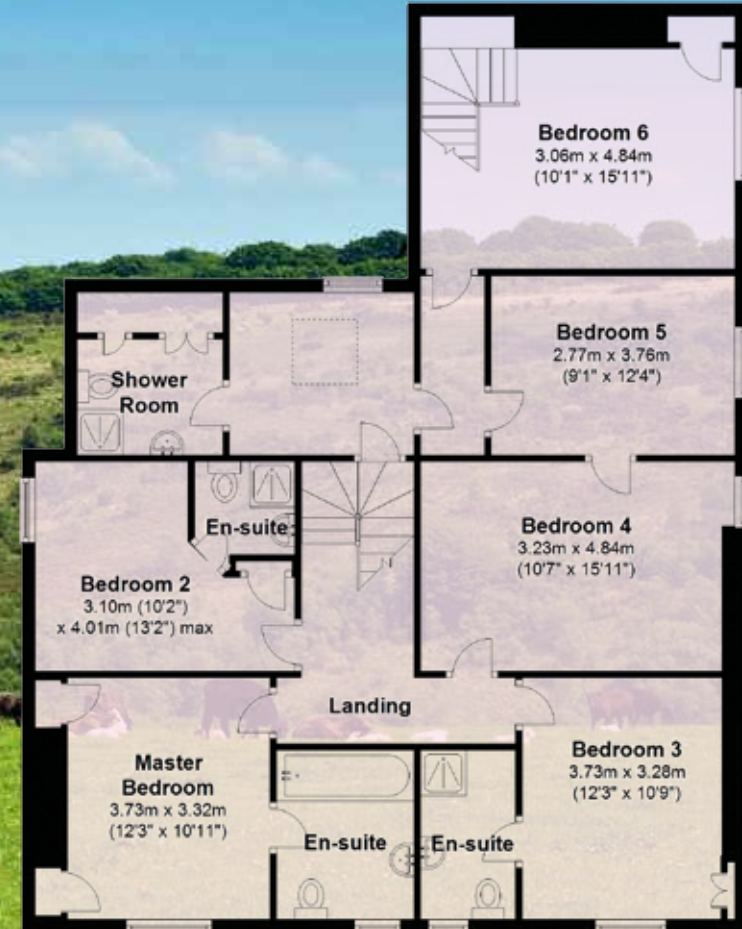 Bedroom 6
3.06m x 4.84m
(10'1" x 15'11")
Bedroom 5
2.77m x 3.76m
(9'1" x 12'4")
Shower
Room
En-suite
Bedroom 4
3.23m x 4.84m
(10'7" x 15'11")
Bedroom 2
3.10m (10'2")
x 4.01m (13'2") max
Landing
Master
Bedroom
3.73m x 3.32m
(12'3" x 10'11")
En-suite
En-suite
Bedroom 3
3.73m x 3.28m
(12'3" x 10'9")